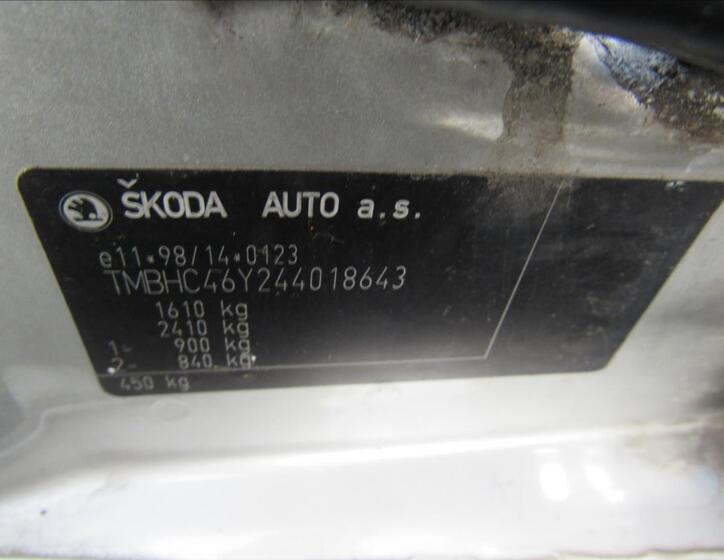 ŠKODA AUTO a.s.
e11*98/14*0123
TMBHC46Y244018643
1610 kg
2410 kg
1- 900 kg
2- 840 kg
450 kg